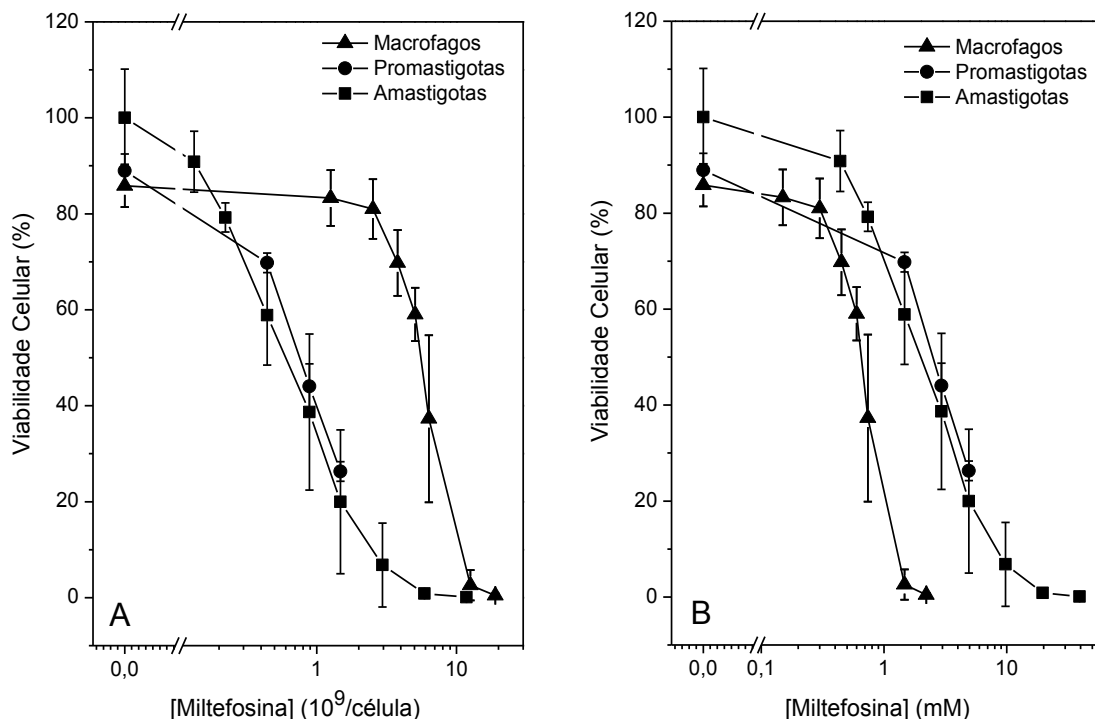 120
100
80
60
40
20
0
Viabilidade Celular (%)
Macrofagos
Promastigotas
Amastigotas
A
0,0
1
10
[Miltefosina] (10⁹/célula)
120
100
80
60
40
20
0
Viabilidade Celular (%)
Macrofagos
Promastigotas
Amastigotas
B
0,0
0,1
1
10
[Miltefosina] (mM)